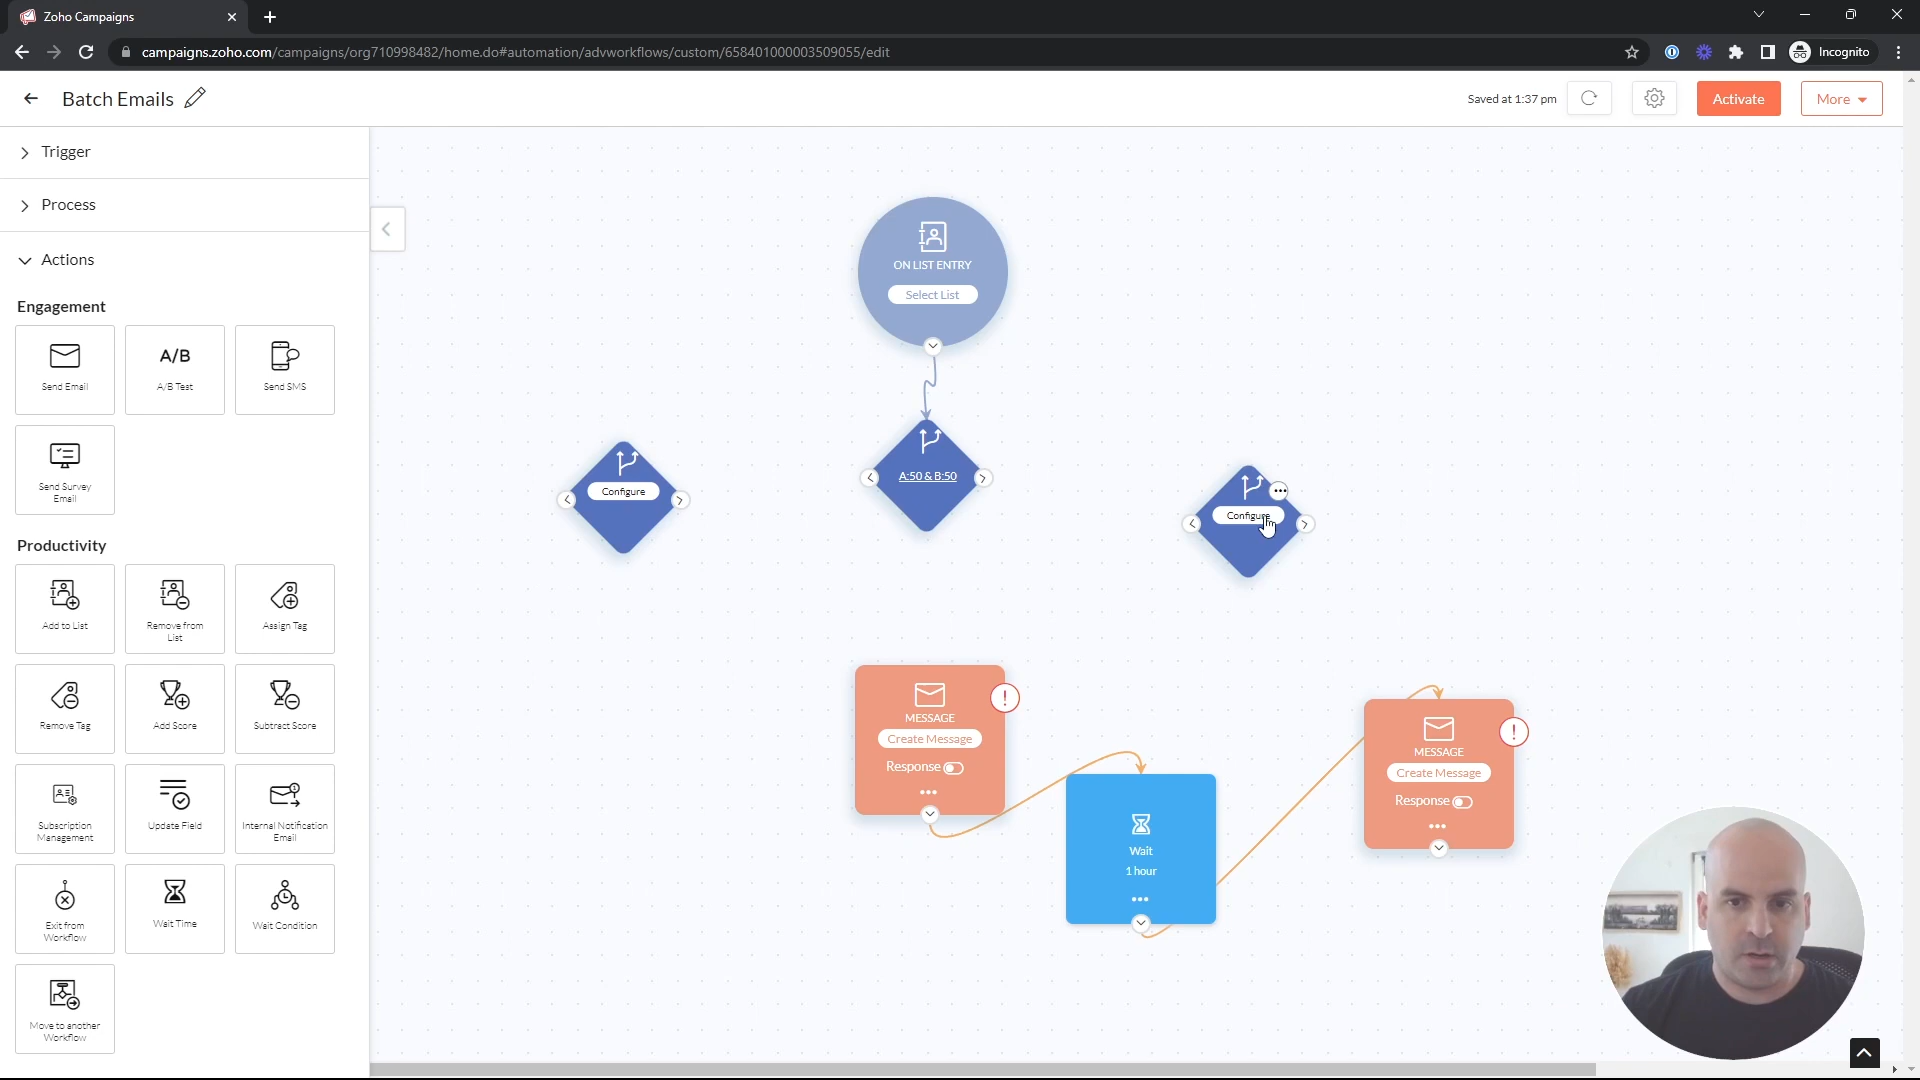 Zoho Campaigns
campaigns.zoho.com/campaigns/org710998482/home.do#automation/advworkflows/custom/658401000003509055/edit
Incognito
Batch Emails
Saved at 1:37 pm
Activate
More
Trigger
Process
Actions
Engagement
Send Email
A/B
A/B Test
Send SMS
Send Survey
Email
Productivity
Add to List
Remove from
List
Assign Tag
Remove Tag
Add Score
Subtract Score
Subscription
Management
Update Field
Internal Notification
Email
Exit from
Workflow
Wait Time
Wait Condition
Move to another
Workflow
ON LIST ENTRY
Select List
Configure
A:50 & B:50
Configure
MESSAGE
Create Message
Response
Wait
1 hour
MESSAGE
Create Message
Response